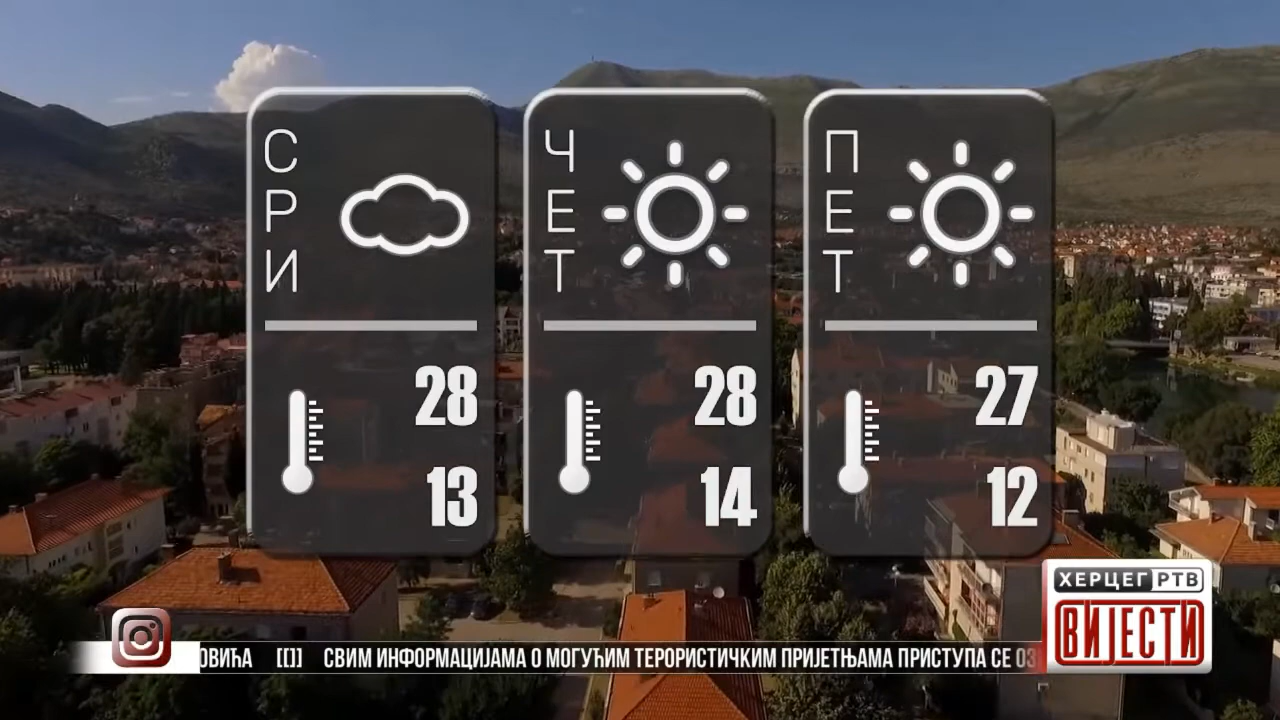 СРИ
28
13
ЧЕТ
28
14
ПЕТ
27
12
ХЕРЦЕГ РТВ
ВИЈЕСТИ
ОВИЋА [[]] СВИМ ИНФОРМАЦИЈАМА О МОГУЋИМ ТЕРОРИСТИЧКИМ ПРИЈЕТЊАМА ПРИСТУПА СЕ ОЗ